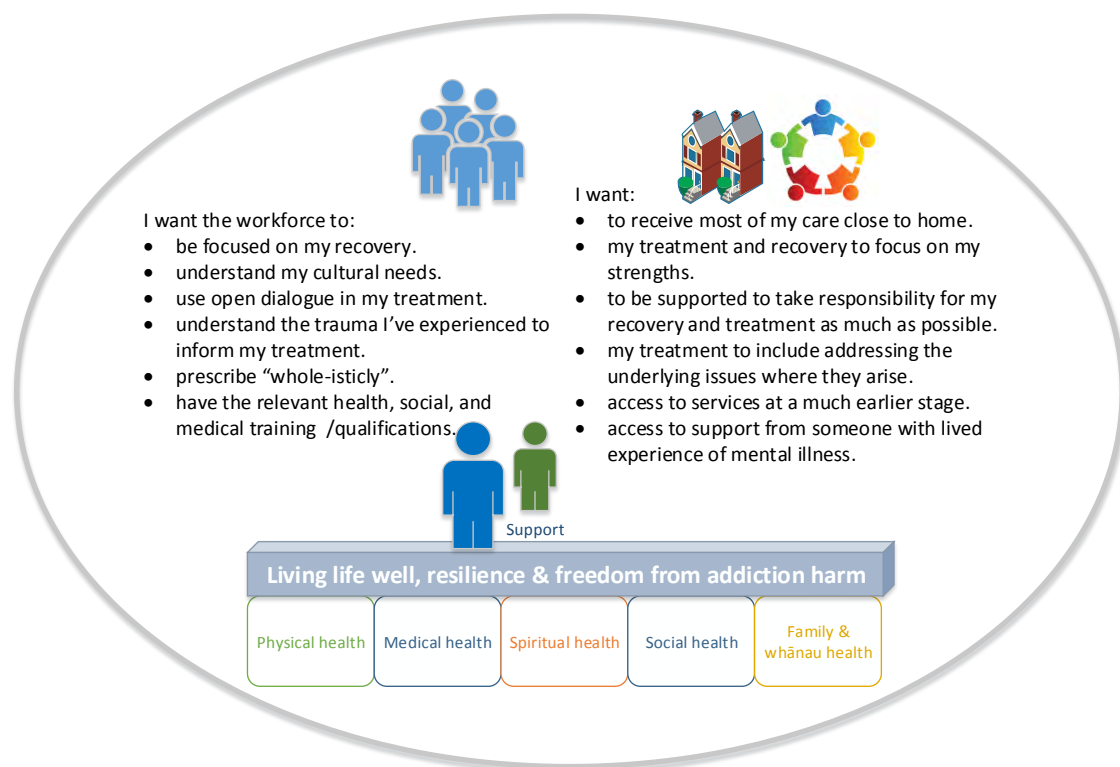 I want the workforce to:
• be focused on my recovery.
• understand my cultural needs.
• use open dialogue in my treatment.
• understand the trauma I’ve experienced to
inform my treatment.
• prescribe “whole-isticly”.
• have the relevant health, social, and
medical training /qualifications.
I want:
• to receive most of my care close to home.
• my treatment and recovery to focus on my
strengths.
• to be supported to take responsibility for my
recovery and treatment as much as possible.
• my treatment to include addressing the
underlying issues where they arise.
• access to services at a much earlier stage.
• access to support from someone with lived
experience of mental illness.
Support
Living life well, resilience & freedom from addiction harm
Physical health
Medical health
Spiritual health
Social health
Family &
whānau health